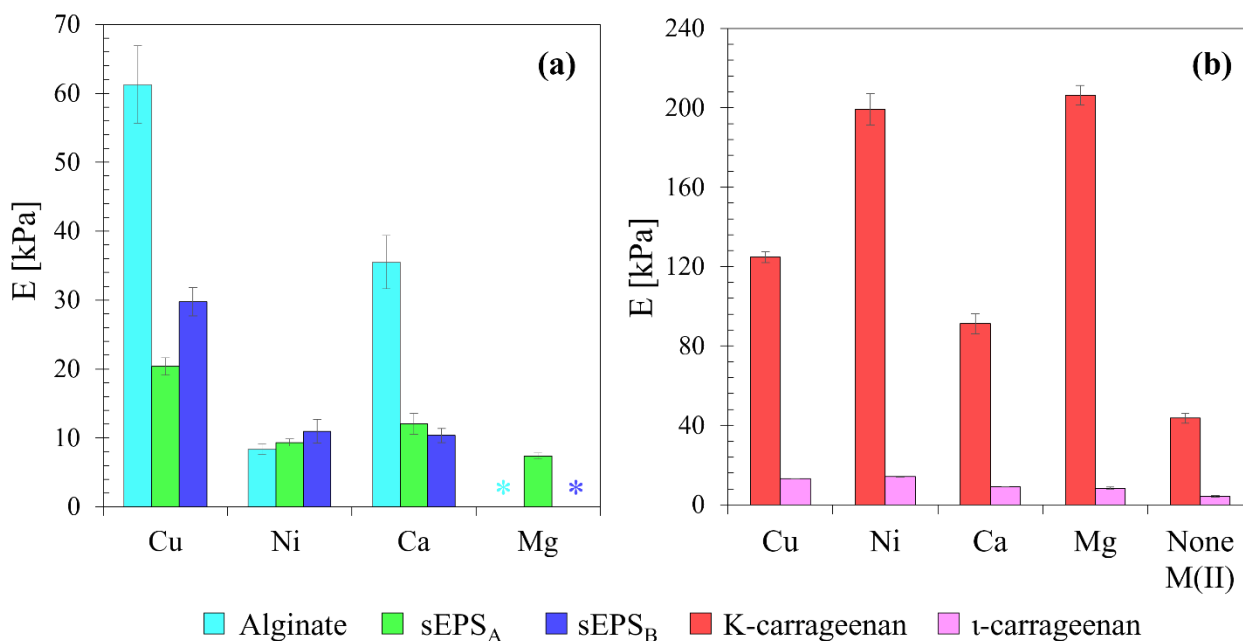 (a)
E [kPa]
70
60
50
40
30
20
10
0
* *
Cu Ni Ca Mg
(b)
E [kPa]
240
200
160
120
80
40
0
Cu Ni Ca Mg None
M(II)
Alginate sEPSA sEPSB K-carrageenan ι-carrageenan